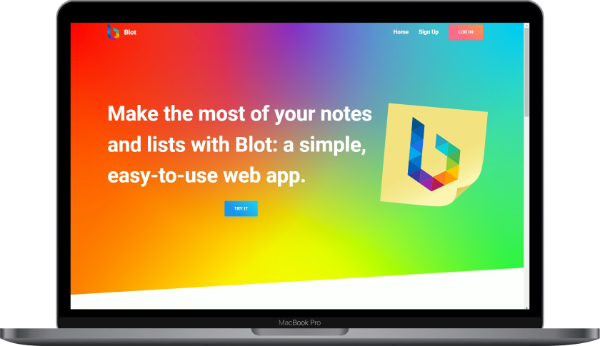 Blot
Home Sign Up LOG IN
Make the most of your notes
and lists with Blot: a simple,
easy-to-use web app.
TRY IT
MacBook Pro